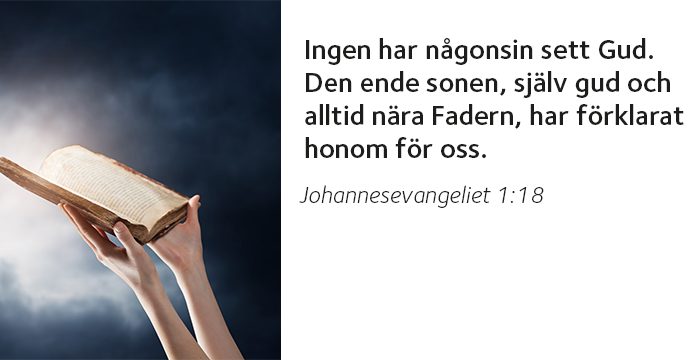 Ingen har någonsin sett Gud.
Den ende sonen, själv gud och
alltid nära Fadern, har förklarat
honom för oss.
Johannesevangeliet 1:18